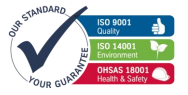 OUR STANDARD
YOUR GUARANTEE
ISO 9001
Quality
ISO 14001
Environment
OHSAS 18001
Health & Safety